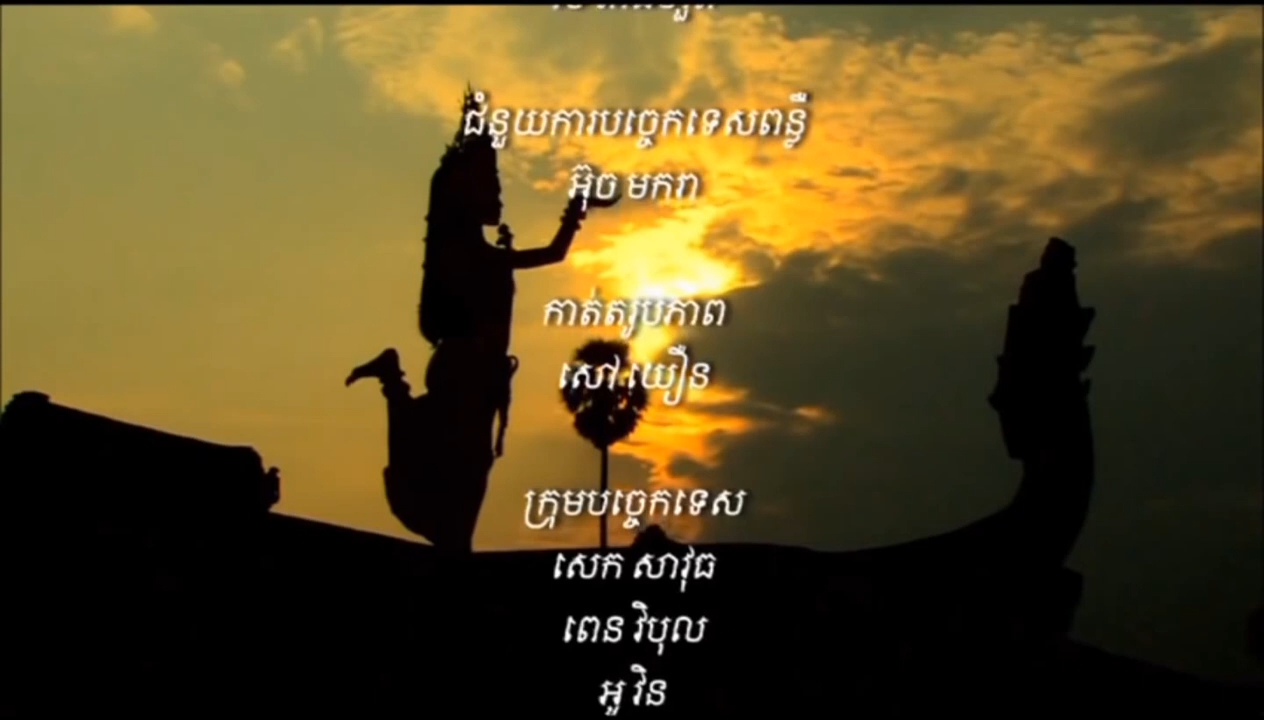 ជំនួយការបច្ចេកទេសពន្លឺ
អ៊ុច មករា
កាត់តរូបភាព
សៅ យឿន
ក្រុមបច្ចេកទេស
សេក សាវុធ
ពេន វិបុល
អូ វិន